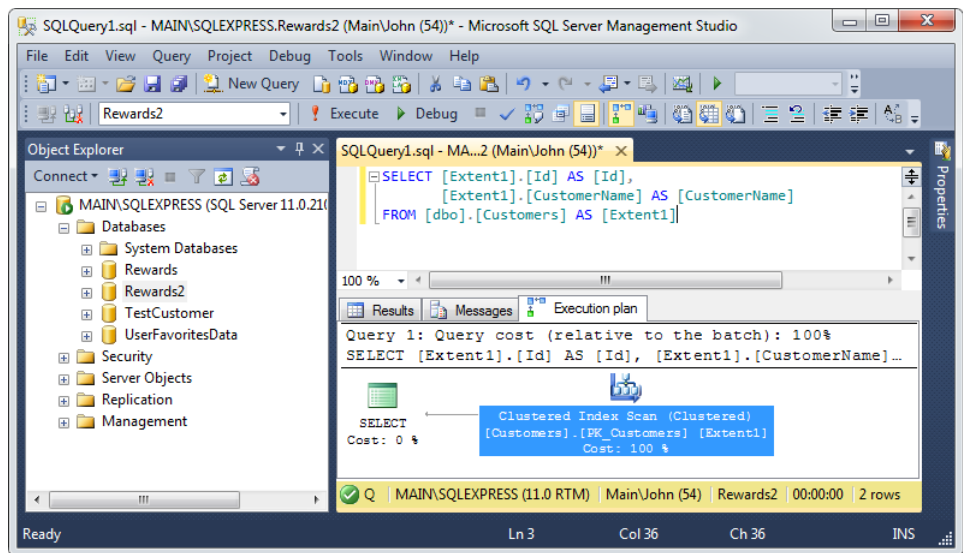 SQLQuery1.sql - MAIN\SQLEXPRESS.Rewards2 (Main\John (54))* - Microsoft SQL Server Management Studio
File Edit View Query Project Debug Tools Window Help
New Query
Rewards2 Execute Debug
Object Explorer
Connect
MAIN\SQLEXPRESS (SQL Server 11.0.210
Databases
System Databases
Rewards
Rewards2
TestCustomer
UserFavoritesData
Security
Server Objects
Replication
Management
SQLQuery1.sql - MA...2 (Main\John (54))*
SELECT [Extent1].[Id] AS [Id],
[Extent1].[CustomerName] AS [CustomerName]
FROM [dbo].[Customers] AS [Extent1]
100 %
Results Messages Execution plan
Query 1: Query cost (relative to the batch): 100%
SELECT [Extent1].[Id] AS [Id], [Extent1].[CustomerName]…
SELECT
Cost: 0 %
Clustered Index Scan (Clustered)
[Customers].[PK_Customers] [Extent1]
Cost: 100 %
Q MAIN\SQLEXPRESS (11.0 RTM) Main\John (54) Rewards2 00:00:00 2 rows
Properties
Ready Ln 3 Col 36 Ch 36 INS